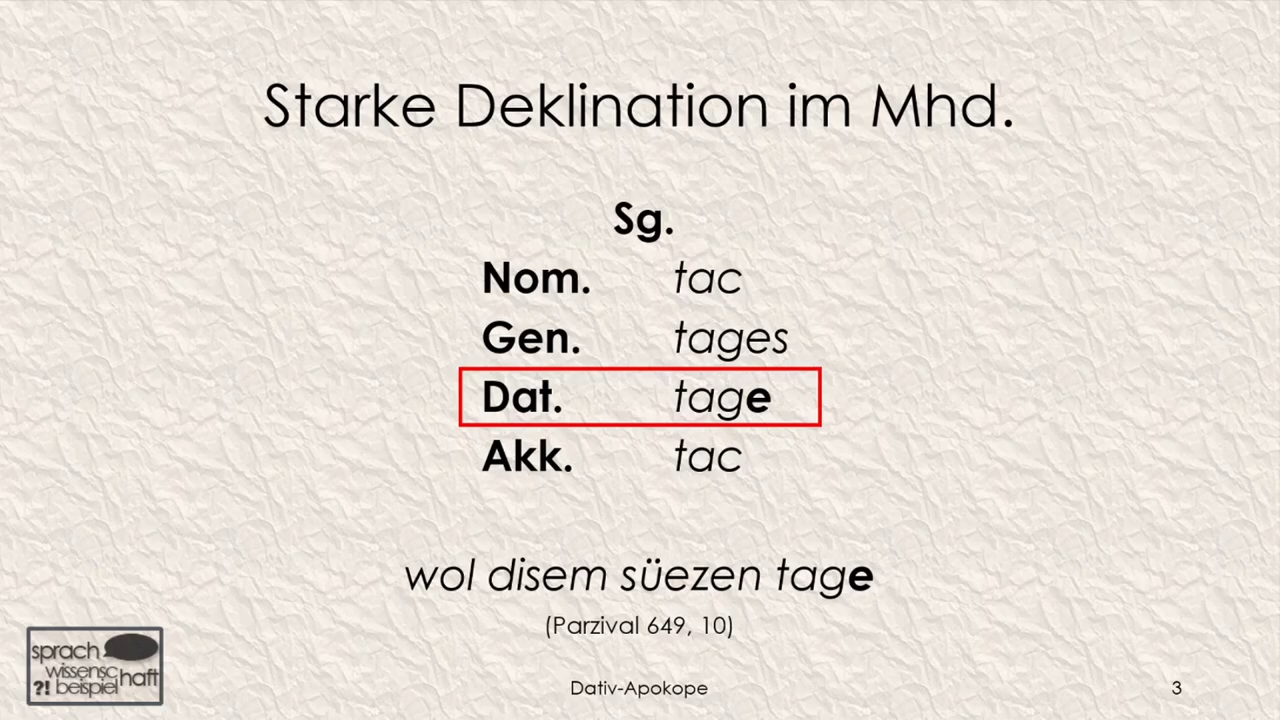 Starke Deklination im Mhd.
Sg.
Nom. tac
Gen. tages
Dat. tage
Akk. tac
wol disem süezen tage
(Parzival 649, 10)
sprach
wissensc haft
?! beispiel
Dativ-Apokope
3